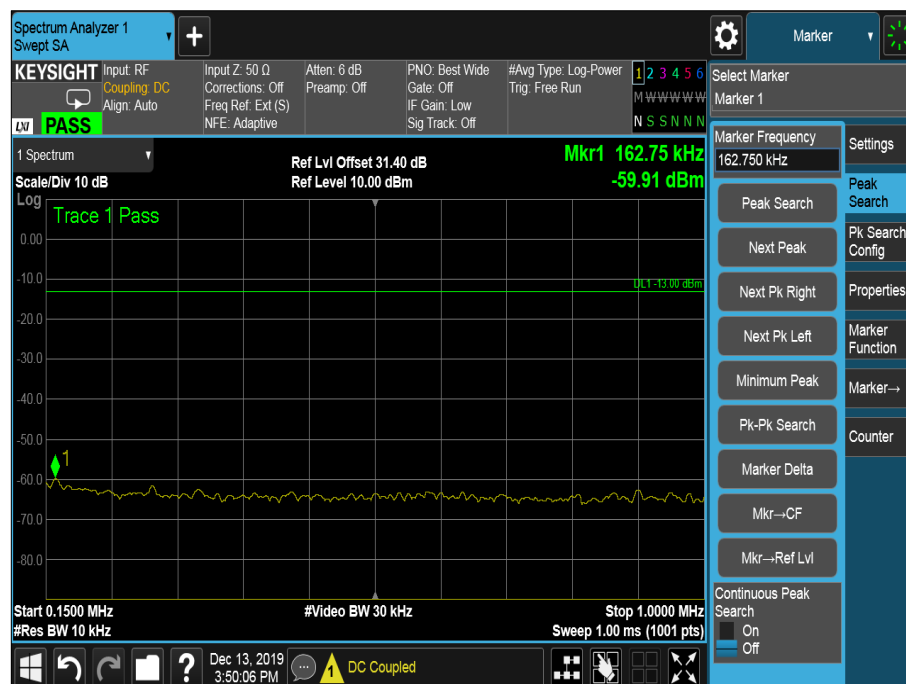 Spectrum Analyzer 1
Swept SA
Marker
KEYSIGHT
Input: RF
Coupling: DC
Align: Auto
Input Z: 50 Ω
Corrections: Off
Freq Ref: Ext (S)
NFE: Adaptive
Atten: 6 dB
Preamp: Off
PNO: Best Wide
Gate: Off
IF Gain: Low
Sig Track: Off
#Avg Type: Log-Power
Trig: Free Run
1 2 3 4 5 6
M W W W W W
N S S N N N
LXI PASS
Select Marker
Marker 1
1 Spectrum
Scale/Div 10 dB
Ref Lvl Offset 31.40 dB
Ref Level 10.00 dBm
Mkr1 162.75 kHz
-59.91 dBm
Log
Trace 1 Pass
0.00
-10.0
DL1 -13.00 dBm
-20.0
-30.0
-40.0
-50.0
1
-60.0
-70.0
-80.0
Start 0.1500 MHz
#Video BW 30 kHz
Stop 1.0000 MHz
#Res BW 10 kHz
Sweep 1.00 ms (1001 pts)
Marker Frequency
162.750 kHz
Peak Search
Next Peak
Next Pk Right
Next Pk Left
Minimum Peak
Pk-Pk Search
Marker Delta
Mkr→CF
Mkr→Ref Lvl
Continuous Peak
Search
On
Off
Settings
Peak
Search
Pk Search
Config
Properties
Marker
Function
Marker→
Counter
Dec 13, 2019
3:50:06 PM
DC Coupled